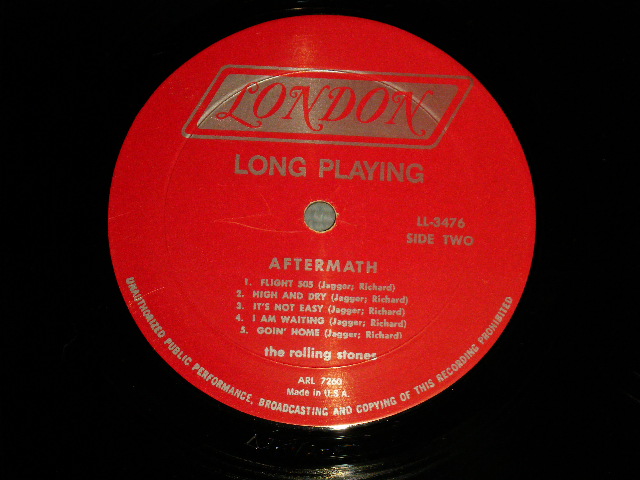 LONDON
LONG PLAYING
LL-3476
SIDE TWO
AFTERMATH
1. FLIGHT 505 (Jagger; Richard)
2. HIGH AND DRY (Jagger; Richard)
3. IT'S NOT EASY (Jagger; Richard)
4. I AM WAITING (Jagger; Richard)
5. GOIN' HOME (Jagger; Richard)
the rolling stones
ARL 7260
Made in U.S.A.
UNAUTHORIZED PUBLIC PERFORMANCE, BROADCASTING AND COPYING OF THIS RECORDING PROHIBITED